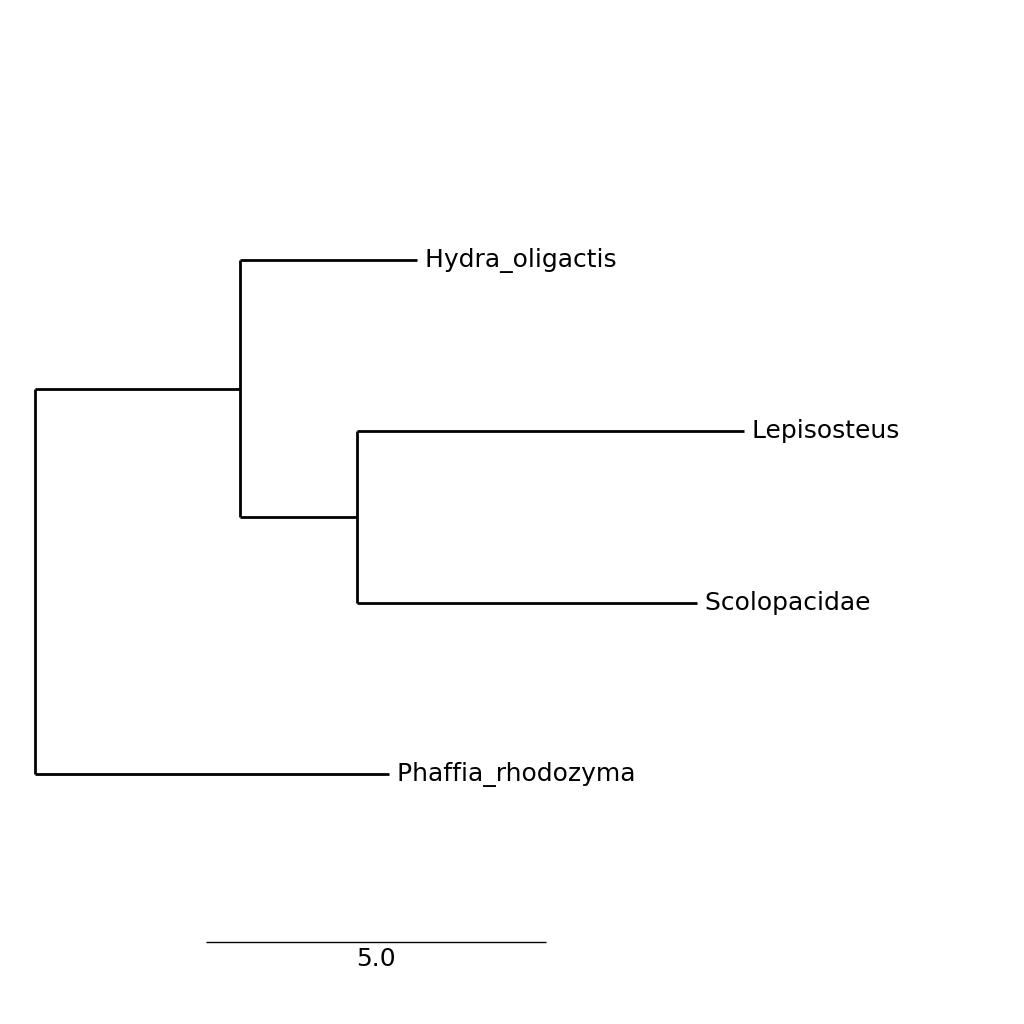 Hydra_oligactis
Lepisosteus
Scolopacidae
Phaffia_rhodozyma
5.0